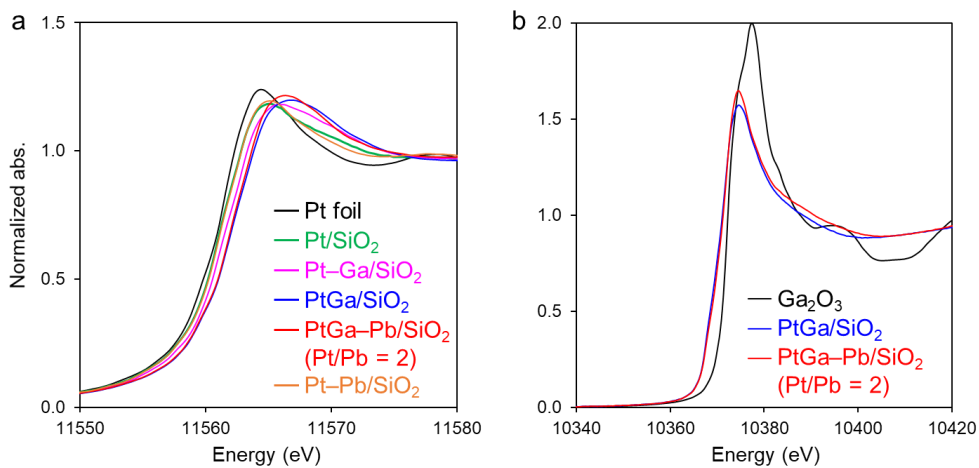 a
1.5
1.0
0.5
0.0
Normalized abs.
Pt foil
Pt/SiO₂
Pt–Ga/SiO₂
PtGa/SiO₂
PtGa–Pb/SiO₂
(Pt/Pb = 2)
Pt–Pb/SiO₂
11550 11560 11570 11580
Energy (eV)
b
2.0
1.5
1.0
0.5
0.0
Ga₂O₃
PtGa/SiO₂
PtGa–Pb/SiO₂
(Pt/Pb = 2)
10340 10360 10380 10400 10420
Energy (eV)